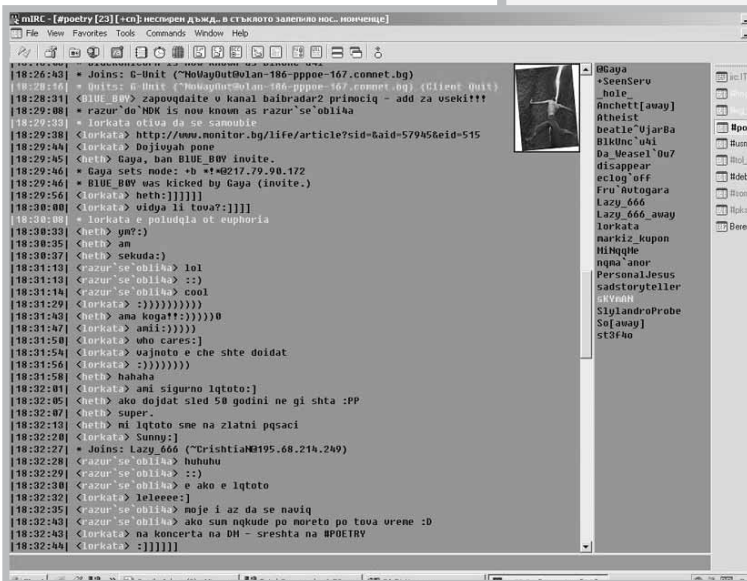 mIRC - [#poetry [23] [+cn]: неспирен дъжд.. в стъклото залепило нос.. момченце]
File View Favorites Tools Commands Window Help
|18:26:43| * Joins: G-Unit (~NoWayOut@vlan-186-pppoe-167.comnet.bg)
|18:28:16| * Quits: G-Unit (~NoWayOut@vlan-186-pppoe-167.comnet.bg) (Client Quit)
|18:28:31| <BLUE_BOY> zapovqdaite v kanal baibradar2 primociq - add za vseki!!!
|18:29:08| * razur`do`NDK is now known as razur`se`obli4a
|18:29:33| * lorkata otiva da se samoubie
|18:29:38| <lorkata> http://www.monitor.bg/life/article?sid=&aid=57945&eid=515
|18:29:44| <lorkata> Dojivyah pone
|18:29:45| <heth> Gaya, ban BLUE_BOY invite.
|18:29:46| * Gaya sets mode: +b *!*@217.79.90.172
|18:29:46| * BLUE_BOY was kicked by Gaya (invite.)
|18:29:56| <lorkata> heth:]]]]]]
|18:30:00| <lorkata> vidya li tova?:]]]]
|18:30:08| * lorkata e poludqla ot euphoria
|18:30:33| <heth> ym?:)
|18:30:35| <heth> am
|18:30:37| <heth> sekuda:)
|18:31:13| <razur`se`obli4a> lol
|18:31:13| <razur`se`obli4a> ::)
|18:31:14| <razur`se`obli4a> cool
|18:31:29| <lorkata> :))))))))))
|18:31:43| <heth> ama koga!!:)))))0
|18:31:47| <lorkata> amii:)))))
|18:31:50| <lorkata> who cares:]
|18:31:54| <lorkata> vajnoto e che shte doidat
|18:31:56| <lorkata> :))))))))
|18:31:58| <heth> hahaha
|18:32:01| <lorkata> ami sigurno lqtoto:]
|18:32:05| <heth> ako dojdat sled 50 godini ne gi shta :PP
|18:32:07| <heth> super.
|18:32:13| <heth> mi lqtoto sme na zlatni pqsaci
|18:32:20| <lorkata> Sunny:]
|18:32:27| * Joins: Lazy_666 (~CrishtiaN@195.68.214.249)
|18:32:28| <razur`se`obli4a> huhuhu
|18:32:29| <razur`se`obli4a> ::)
|18:32:30| <razur`se`obli4a> e ako e lqtoto
|18:32:32| <lorkata> leleeee:]
|18:32:35| <razur`se`obli4a> moje i az da se naviq
|18:32:43| <razur`se`obli4a> ako sum nqkude po moreto po tova vreme :D
|18:32:43| <lorkata> na koncerta na DM - sreshta na #POETRY
|18:32:44| <lorkata> :]]]]]]
@Gaya
+SeenServ
_hole_
Anchett[away]
Atheist
beatle^VjarBa
BlkUnc`u4i
Da_Weasel`0u7
disappear
eclog`off
Fru`Autogara
Lazy_666
Lazy_666_away
lorkata
markiz_kupon
MiNqqHe
nqma`anor
PersonalJesus
sadstoryteller
sKYmAN
SlylandroProbe
So[away]
st3f4o
irc.IT
#po
#usm
#tol_
#deb
#zom
#pka
Bere